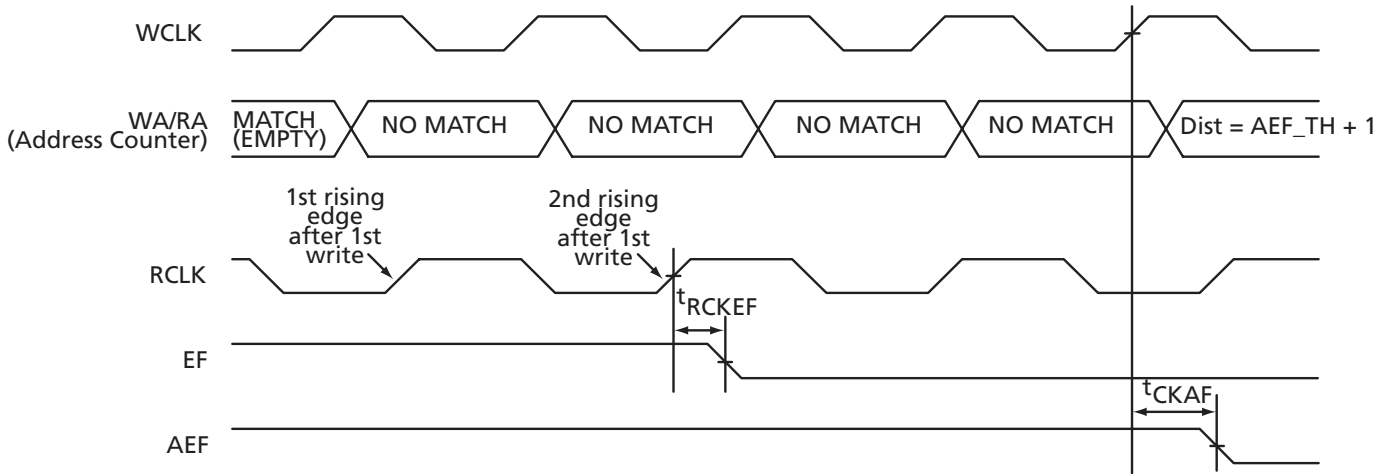 WCLK
WA/RA
(Address Counter)
MATCH
(EMPTY)
NO MATCH
NO MATCH
NO MATCH
NO MATCH
Dist = AEF_TH + 1
1st rising
edge
after 1st
write
2nd rising
edge
after 1st
write
RCLK
tRCKEF
EF
tCKAF
AEF